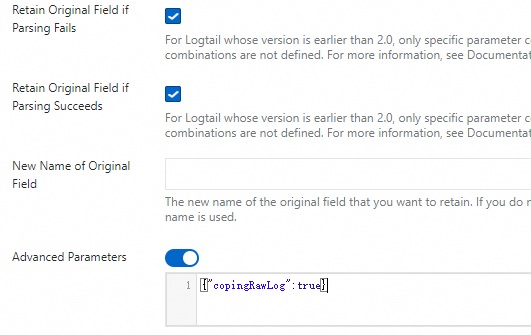 Retain Original Field if
Parsing Fails
For Logtail whose version is earlier than 2.0, only specific parameter c
combinations are not defined. For more information, see Documentat
Retain Original Field if
Parsing Succeeds
For Logtail whose version is earlier than 2.0, only specific parameter c
combinations are not defined. For more information, see Documentat
New Name of Original
Field
The new name of the original field that you want to retain. If you do n
name is used.
Advanced Parameters
1 {"copingRawLog":true}